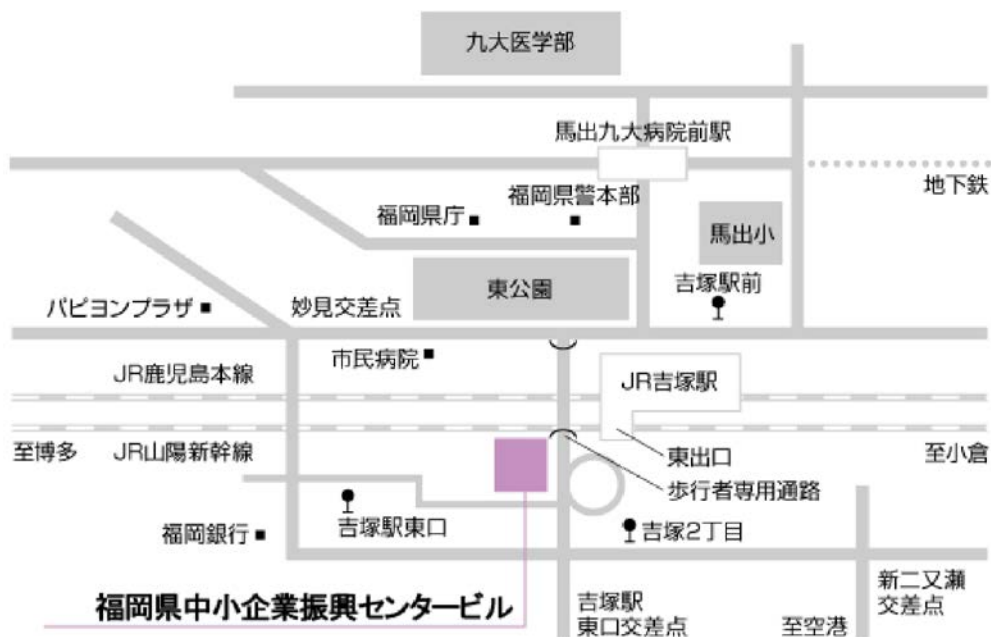 九大医学部
馬出九大病院前駅
地下鉄
福岡県警本部
福岡県庁
馬出小
吉塚駅前
東公園
パピヨンプラザ
妙見交差点
市民病院
JR鹿児島本線
JR吉塚駅
至博多
JR山陽新幹線
東出口
至小倉
歩行者専用通路
吉塚駅東口
福岡銀行
吉塚2丁目
新二又瀬
交差点
福岡県中小企業振興センタービル
吉塚駅
東口交差点
至空港